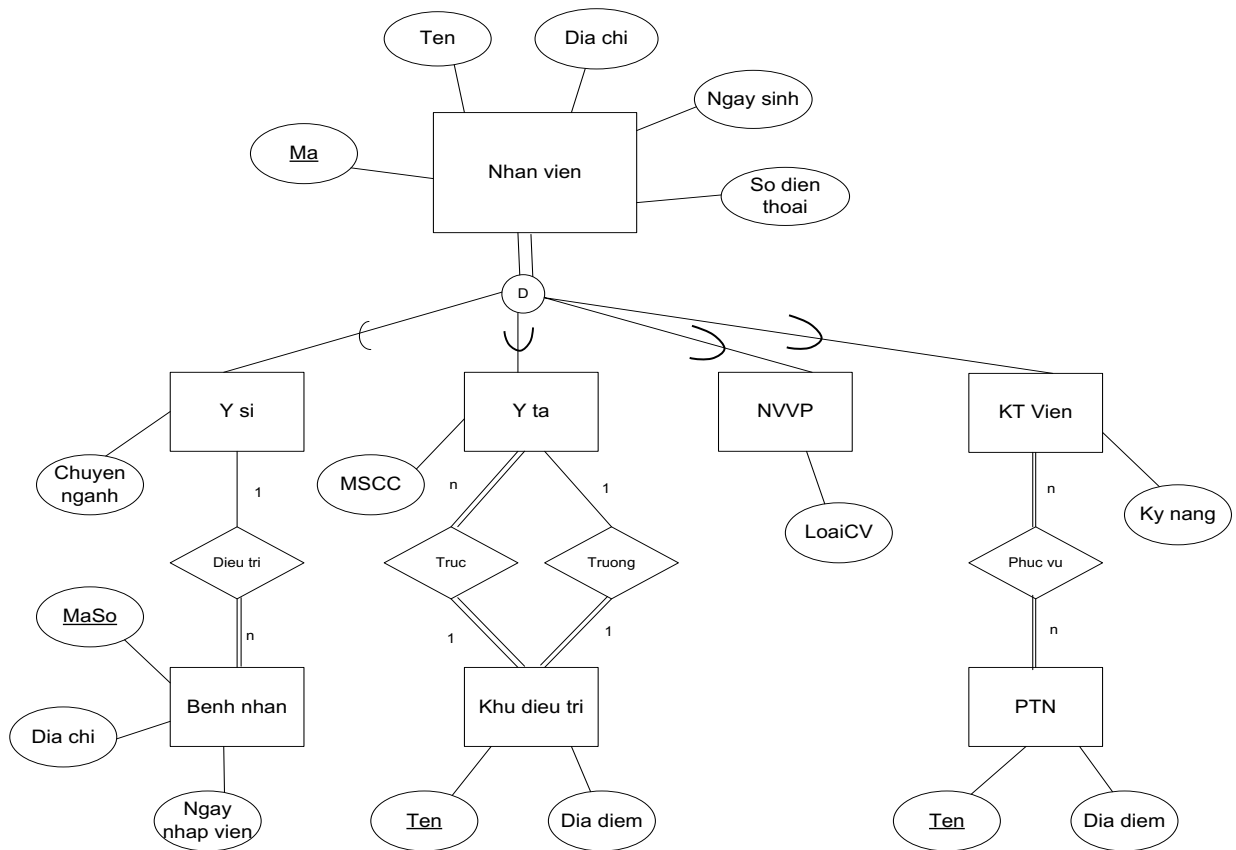 Ten
Dia chi
Ngay sinh
Ma
Nhan vien
So dien
thoai
D
Y si
Y ta
NVVP
KT Vien
Chuyen
nganh
MSCC
n
1
1
n
LoaiCV
Ky nang
Dieu tri
Truc
Truong
Phuc vu
MaSo
n
1
1
n
Benh nhan
Khu dieu tri
PTN
Dia chi
Ngay
nhap vien
Ten
Dia diem
Ten
Dia diem